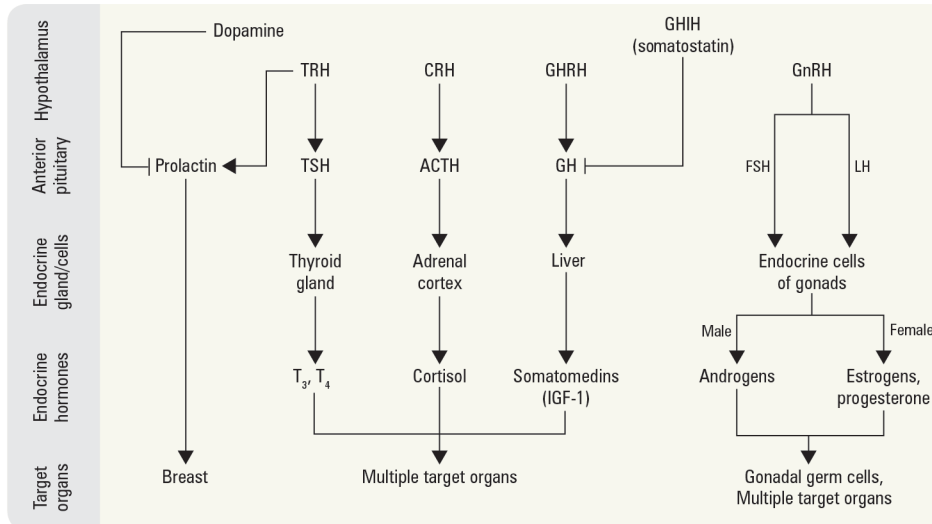 Hypothalamus
Anterior
pituitary
Endocrine
gland/cells
Endocrine
hormones
Target
organs
Dopamine
GHIH
(somatostatin)
TRH
CRH
GHRH
GnRH
Prolactin
TSH
ACTH
GH
FSH
LH
Thyroid
gland
Adrenal
cortex
Liver
Endocrine cells
of gonads
Male
Female
T3, T4
Cortisol
Somatomedins
(IGF-1)
Androgens
Estrogens,
progesterone
Breast
Multiple target organs
Gonadal germ cells,
Multiple target organs